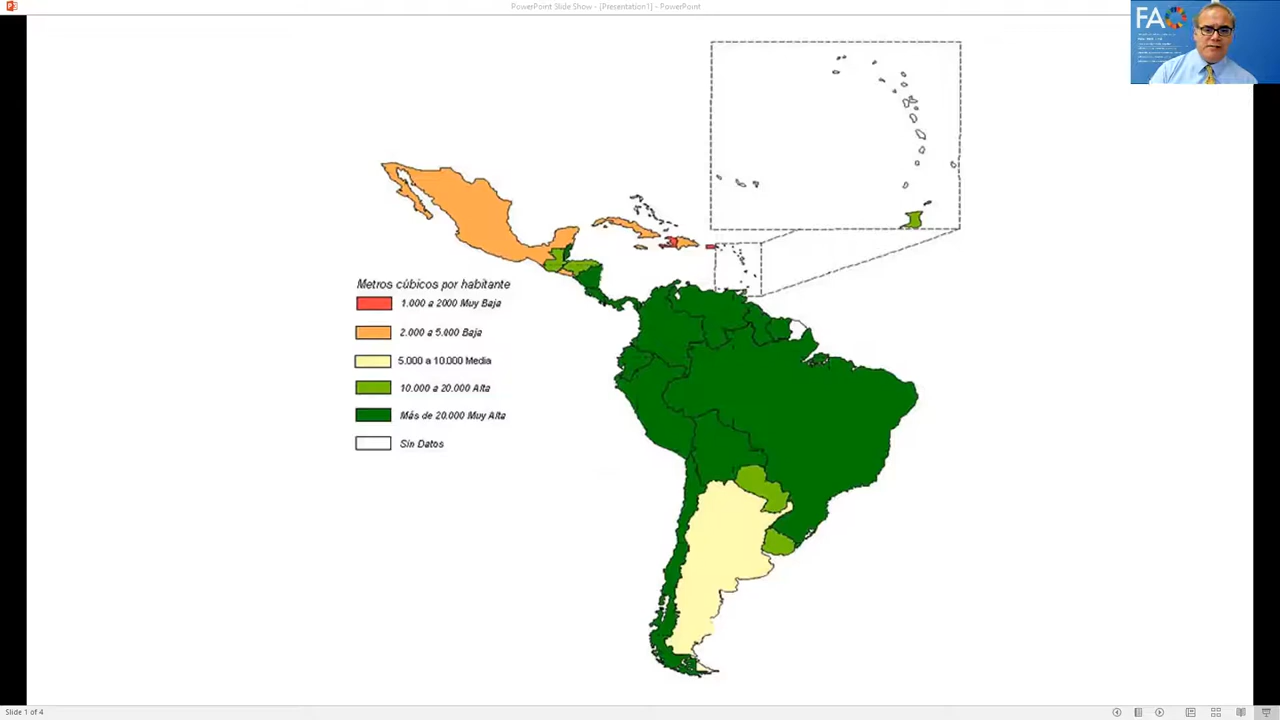 PowerPoint Slide Show - [Presentation1] - PowerPoint
FAO
Metros cúbicos por habitante
1.000 a 2000 Muy Baja
2.000 a 5.000 Baja
5.000 a 10.000 Media
10.000 a 20.000 Alta
Más de 20.000 Muy Alta
Sin Datos
Slide 1 of 4